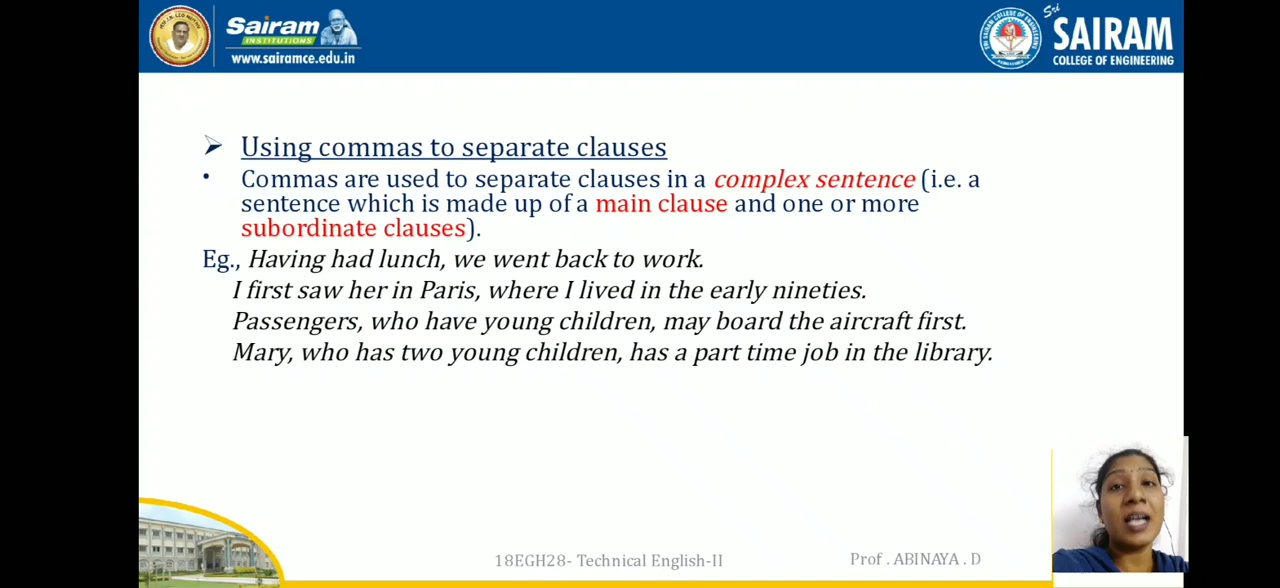 Sairam
INSTITUTIONS
www.sairamce.edu.in
Sri
SAIRAM
COLLEGE OF ENGINEERING
Using commas to separate clauses
Commas are used to separate clauses in a complex sentence (i.e. a
sentence which is made up of a main clause and one or more
subordinate clauses).
Eg., Having had lunch, we went back to work.
I first saw her in Paris, where I lived in the early nineties.
Passengers, who have young children, may board the aircraft first.
Mary, who has two young children, has a part time job in the library.
18EGH28- Technical English-II
Prof . ABINAYA . D